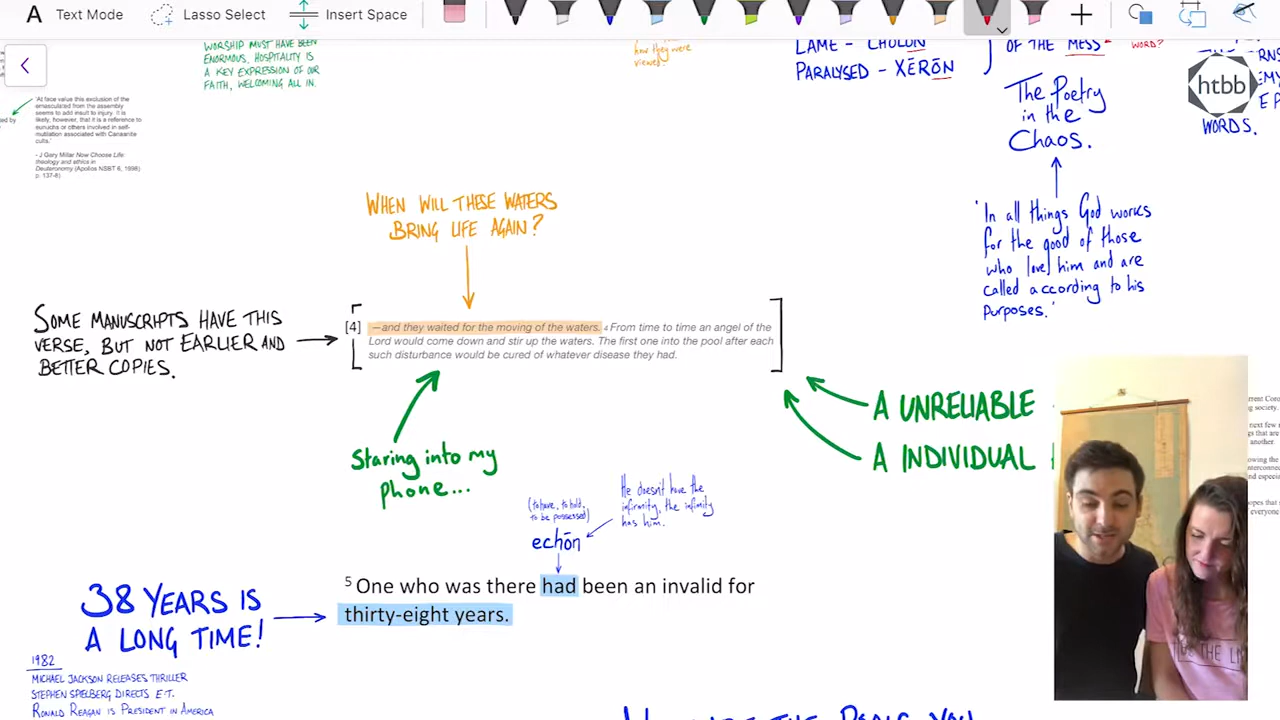 A Text Mode
Lasso Select
Insert Space
WORSHIP MUST HAVE BEEN
ENORMOUS. HOSPITALITY IS
A KEY EXPRESSION OF OUR
FAITH, WELCOMING ALL IN.
how they were
viewed.
LAME - CHOLŌN
PARALYSED - XĒRŌN
OF THE MESS
WORD?
htbb
WORDS.
The Poetry
in the
Chaos.
'At face value this exclusion of the
emasculated from the assembly
seems to add insult to injury. It is
likely, however, that it is a reference to
eunuchs or others involved in self-
mutilation associated with Canaanite
cults.'
- J Gary Millar Now Choose Life:
theology and ethics in
Deuteronomy (Apollos NSBT 6, 1998)
p. 137-8)
WHEN WILL THESE WATERS
BRING LIFE AGAIN?
'In all things God works
for the good of those
who love him and are
called according to his
purposes.'
SOME MANUSCRIPTS HAVE THIS
VERSE, BUT NOT EARLIER AND
BETTER COPIES.
[4] —and they waited for the moving of the waters. 4 From time to time an angel of the
Lord would come down and stir up the waters. The first one into the pool after each
such disturbance would be cured of whatever disease they had.
A UNRELIABLE
A INDIVIDUAL
Staring into my
phone...
(to have, to hold,
to be possessed)
echōn
He doesn't have the
infirmity, the infinity
has him.
5 One who was there had been an invalid for
thirty-eight years.
38 YEARS IS
A LONG TIME!
1982
MICHAEL JACKSON RELEASES THRILLER
STEPHEN SPIELBERG DIRECTS E.T.
RONALD REAGAN IS PRESIDENT IN AMERICA